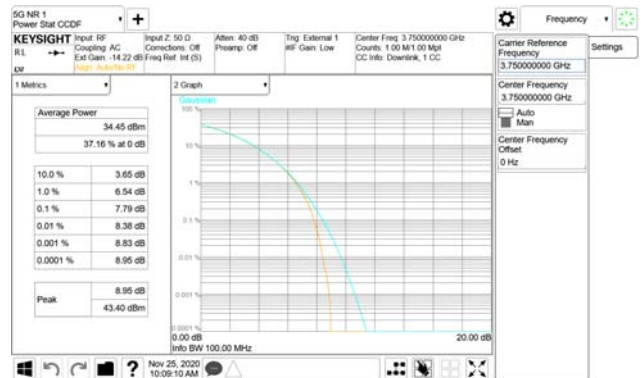 5G NR 1
Power Stat CCDF
Frequency
KEYSIGHT
RL
Input: RF
Coupling: AC
Ext Gain: -14.22 dB
Align: Auto/No RF
Input Z: 50 Ω
Corrections: Off
Freq Ref: Int (S)
Atten: 40 dB
Preamp: Off
Trig: External 1
#IF Gain: Low
Center Freq: 3.750000000 GHz
Counts: 1.00 M/1.00 Mpt
CC Info: Downlink, 1 CC
Carrier Reference
Frequency
3.750000000 GHz
Settings
Center Frequency
3.750000000 GHz
Auto
Man
Center Frequency
Offset
0 Hz
1 Metrics
Average Power
34.45 dBm
37.16 % at 0 dB
10.0 % 3.65 dB
1.0 % 6.54 dB
0.1 % 7.79 dB
0.01 % 8.38 dB
0.001 % 8.83 dB
0.0001 % 8.95 dB
Peak
8.95 dB
43.40 dBm
2 Graph
Gaussian
100 %
10 %
1 %
0.1 %
0.01 %
0.001 %
0.0001 %
0.00 dB
20.00 dB
Info BW 100.00 MHz
?
Nov 25, 2020
10:09:10 AM